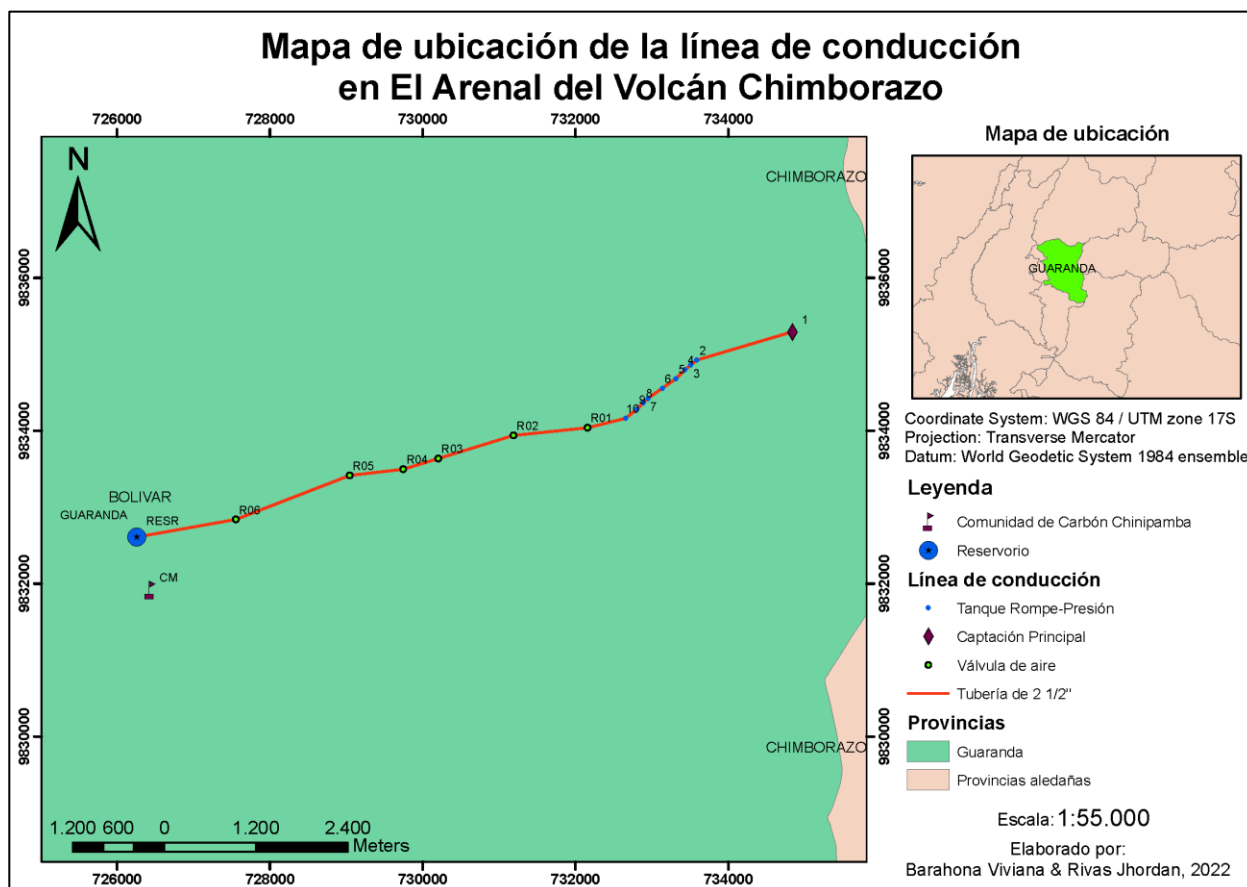 Mapa de ubicación de la línea de conducción
en El Arenal del Volcán Chimborazo
726000 728000 730000 732000 734000
N
CHIMBORAZO
9836000 9836000
1
2
4
5 3
6
8
9 7
10
9834000 9834000
R01
R02
R03
R04
R05
R06
BOLIVAR
GUARANDA RESR
CM
9832000 9832000
9830000 9830000
CHIMBORAZO
1.200 600 0 1.200 2.400
Meters
726000 728000 730000 732000 734000
Mapa de ubicación
GUARANDA
Coordinate System: WGS 84 / UTM zone 17S
Projection: Transverse Mercator
Datum: World Geodetic System 1984 ensemble
Leyenda
Comunidad de Carbón Chinipamba
Reservorio
Línea de conducción
Tanque Rompe-Presión
Captación Principal
Válvula de aire
Tubería de 2 1/2"
Provincias
Guaranda
Provincias aledañas
Escala: 1:55.000
Elaborado por:
Barahona Viviana & Rivas Jhordan, 2022